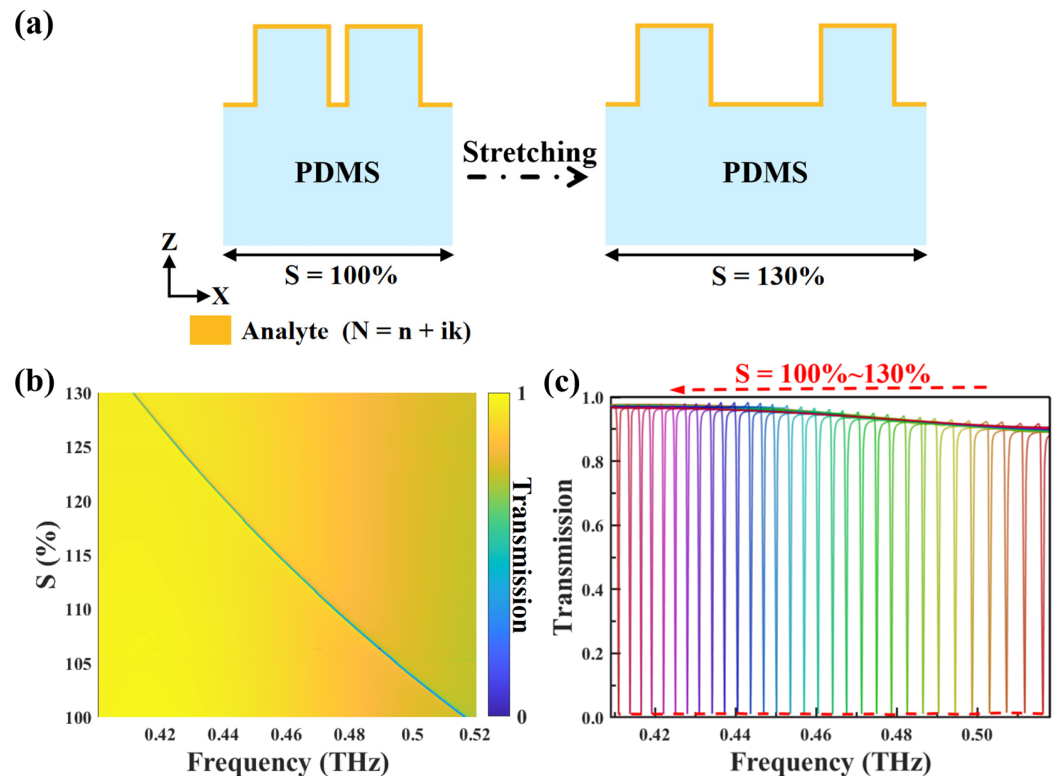 (a)
PDMS
Stretching
PDMS
S = 100%
S = 130%
Z
X
Analyte (N = n + ik)
(b)
130
125
120
115
110
105
100
S (%)
0.42 0.44 0.46 0.48 0.50 0.52
Frequency (THz)
1
0
Transmission
(c)
S = 100%~130%
1.0
0.8
0.6
0.4
0.2
0.0
Transmission
0.42 0.44 0.46 0.48 0.50
Frequency (THz)